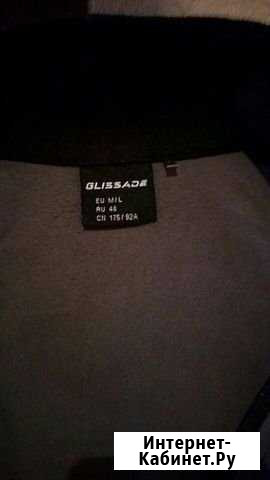 GLISSADE
EU M/L
RU 46
CN 175/92A
Интернет-
Кабинет.Ру